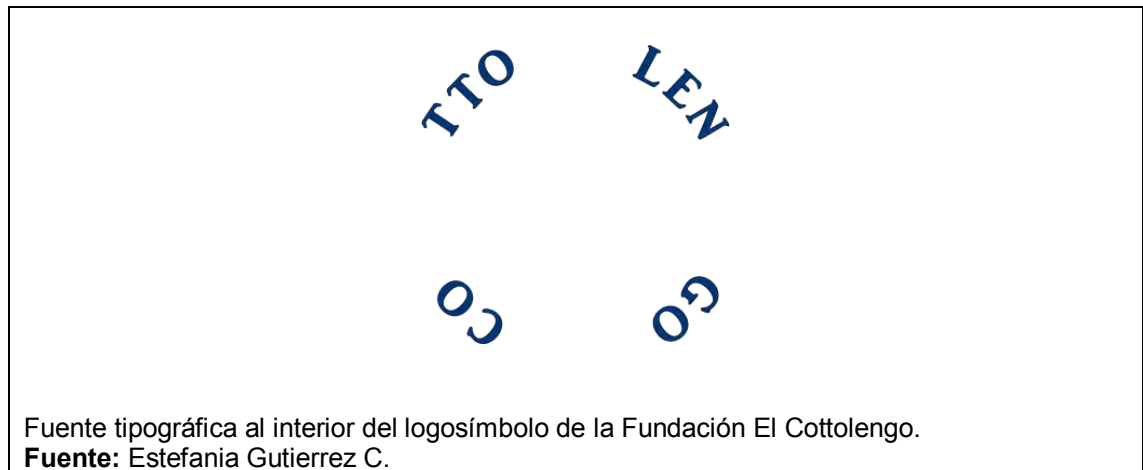 CO
TTO
LEN
GO
Fuente tipográfica al interior del logosímbolo de la Fundación El Cottolengo.
Fuente: Estefania Gutierrez C.